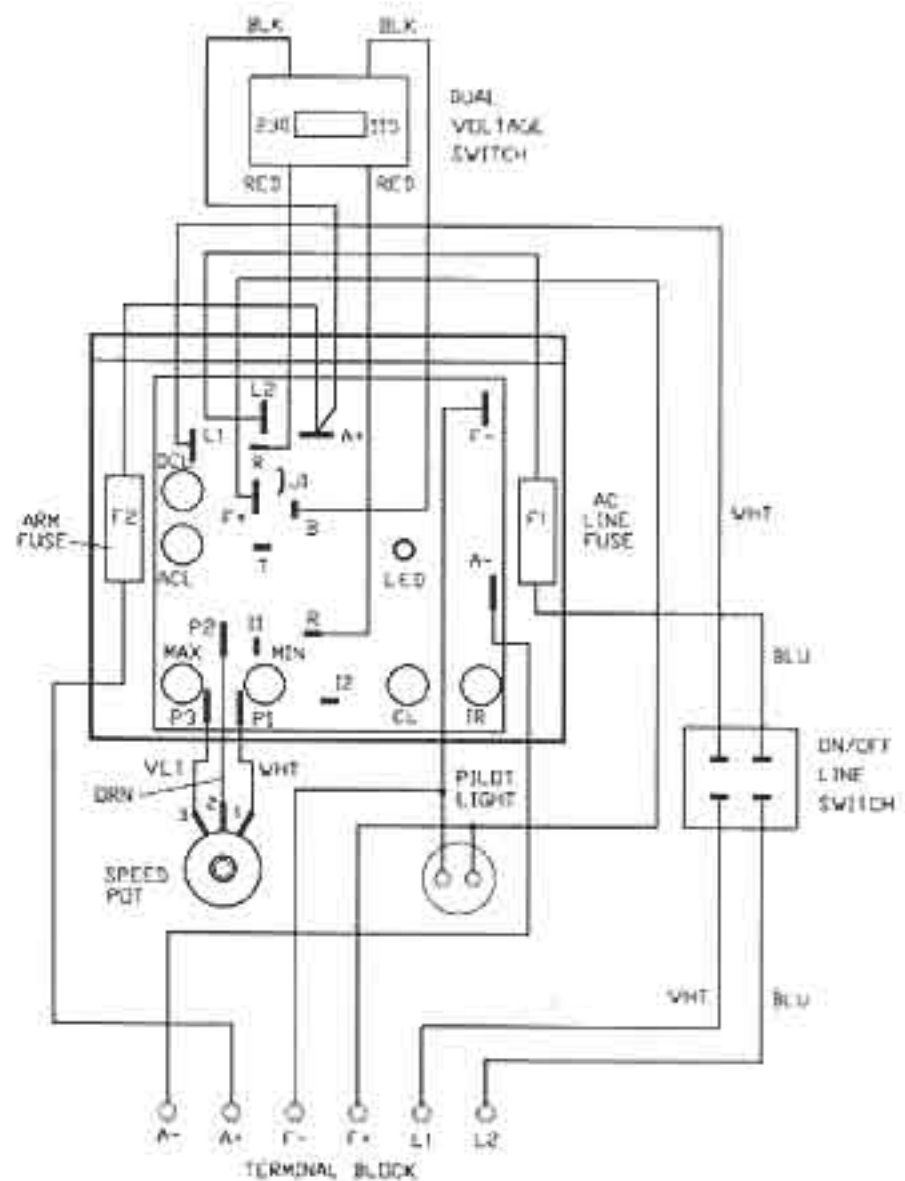 BLK
BLK
DUAL
VOLTAGE
SWITCH
230
115
RED
RED
L2
L1
A+
F-
DCL
X
J1
F+
B
ARM
FUSE
F2
F1
AC
LINE
FUSE
WHT
ACL
T
LED
A-
P2
I1
R
MAX
MIN
I2
BLU
P3
P1
CL
IR
ON/OFF
LINE
SWITCH
VLT
WHT
PILOT
LIGHT
ORN
3
2
1
SPEED
POT
WHT
BLU
A-
A+
F-
F+
L1
L2
TERMINAL BLOCK